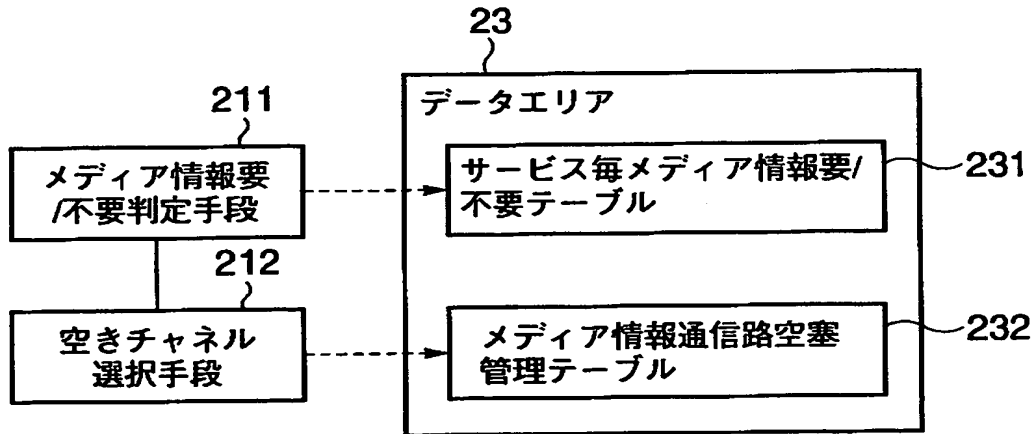 23
データエリア
211
メディア情報要
/不要判定手段
サービス毎メディア情報要/
不要テーブル
231
212
空きチャネル
選択手段
メディア情報通信路空塞
管理テーブル
232